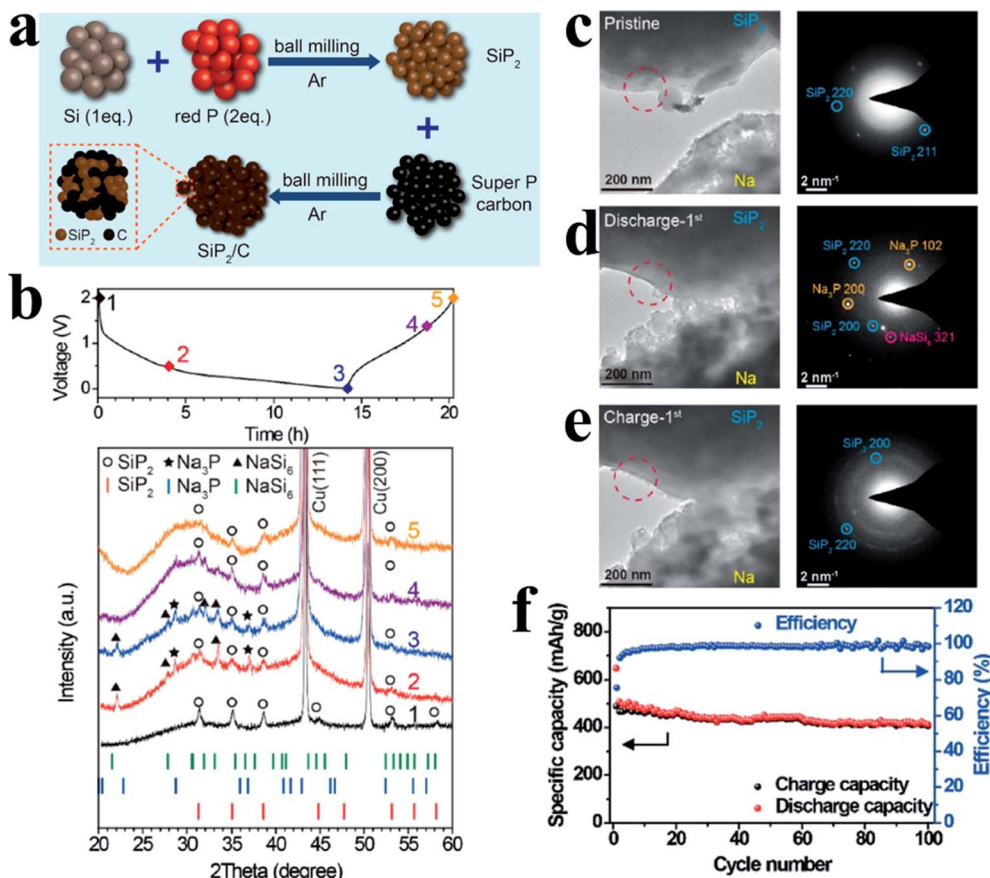 a
ball milling
Ar
SiP2
Si (1eq.)
red P (2eq.)
Super P
carbon
ball milling
Ar
SiP2 C
SiP2/C
b
Voltage (V)
2
1
0
1
2
3
4
5
0 5 10 15 20
Time (h)
SiP2 Na3P NaSi6
SiP2 Na3P NaSi6
Cu(111)
Cu(200)
5
4
3
2
1
Intensity (a.u.)
20 25 30 35 40 45 50 55 60
2Theta (degree)
c
Pristine
SiP2
200 nm
Na
SiP2 220
SiP2 211
2 nm-1
d
Discharge-1st
SiP2
200 nm
Na
SiP2 220
Na3P 102
Na3P 200
SiP2 200
NaSi6 321
2 nm-1
e
Charge-1st
SiP2
200 nm
Na
SiP2 200
SiP2 220
2 nm-1
f
Specific capacity (mAh/g)
800
600
400
200
0
Efficiency
Charge capacity
Discharge capacity
120
100
80
60
40
20
0
Efficiency (%)
0 20 40 60 80 100
Cycle number